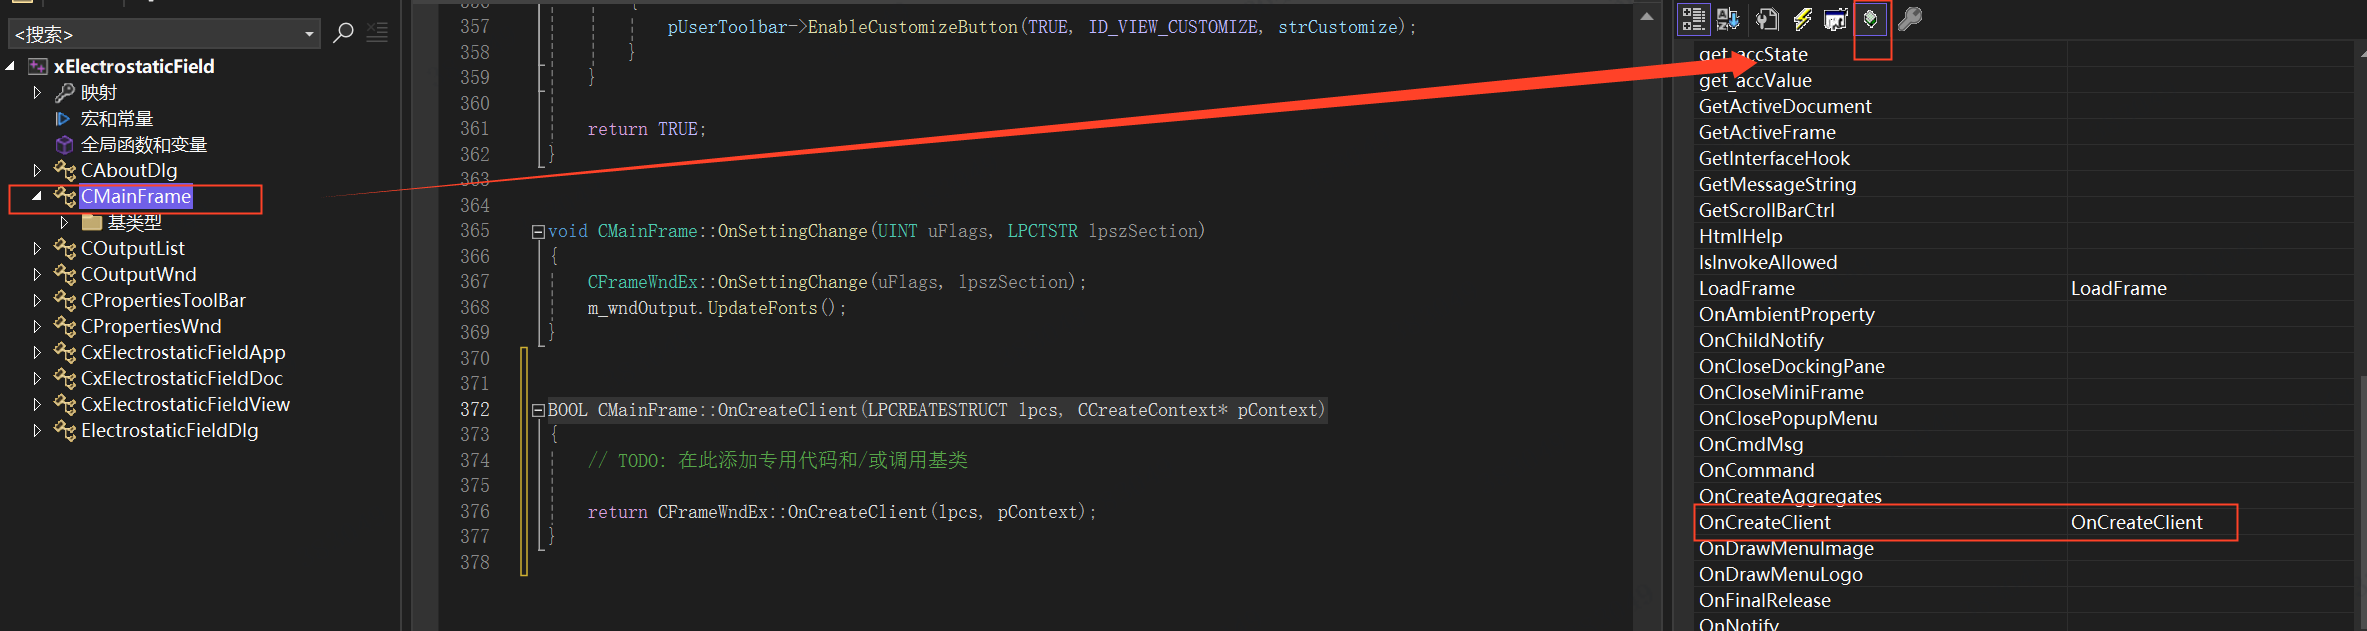 <搜索>
xElectrostaticField
映射
宏和常量
全局函数和变量
CAboutDlg
CMainFrame
基类型
COutputList
COutputWnd
CPropertiesToolBar
CPropertiesWnd
CxElectrostaticFieldApp
CxElectrostaticFieldDoc
CxElectrostaticFieldView
ElectrostaticFieldDlg
356 {
357 pUserToolbar->EnableCustomizeButton(TRUE, ID_VIEW_CUSTOMIZE, strCustomize);
358 }
359 }
360
361 return TRUE;
362 }
363
364
365 void CMainFrame::OnSettingChange(UINT uFlags, LPCTSTR lpszSection)
366 {
367 CFrameWndEx::OnSettingChange(uFlags, lpszSection);
368 m_wndOutput.UpdateFonts();
369 }
370
371
372 BOOL CMainFrame::OnCreateClient(LPCREATESTRUCT lpcs, CCreateContext* pContext)
373 {
374 // TODO: 在此添加专用代码和/或调用基类
375
376 return CFrameWndEx::OnCreateClient(lpcs, pContext);
377 }
378
get_accState
get_accValue
GetActiveDocument
GetActiveFrame
GetInterfaceHook
GetMessageString
GetScrollBarCtrl
HtmlHelp
IsInvokeAllowed
LoadFrame LoadFrame
OnAmbientProperty
OnChildNotify
OnCloseDockingPane
OnCloseMiniFrame
OnClosePopupMenu
OnCmdMsg
OnCommand
OnCreateAggregates
OnCreateClient OnCreateClient
OnDrawMenuImage
OnDrawMenuLogo
OnFinalRelease
OnNotify